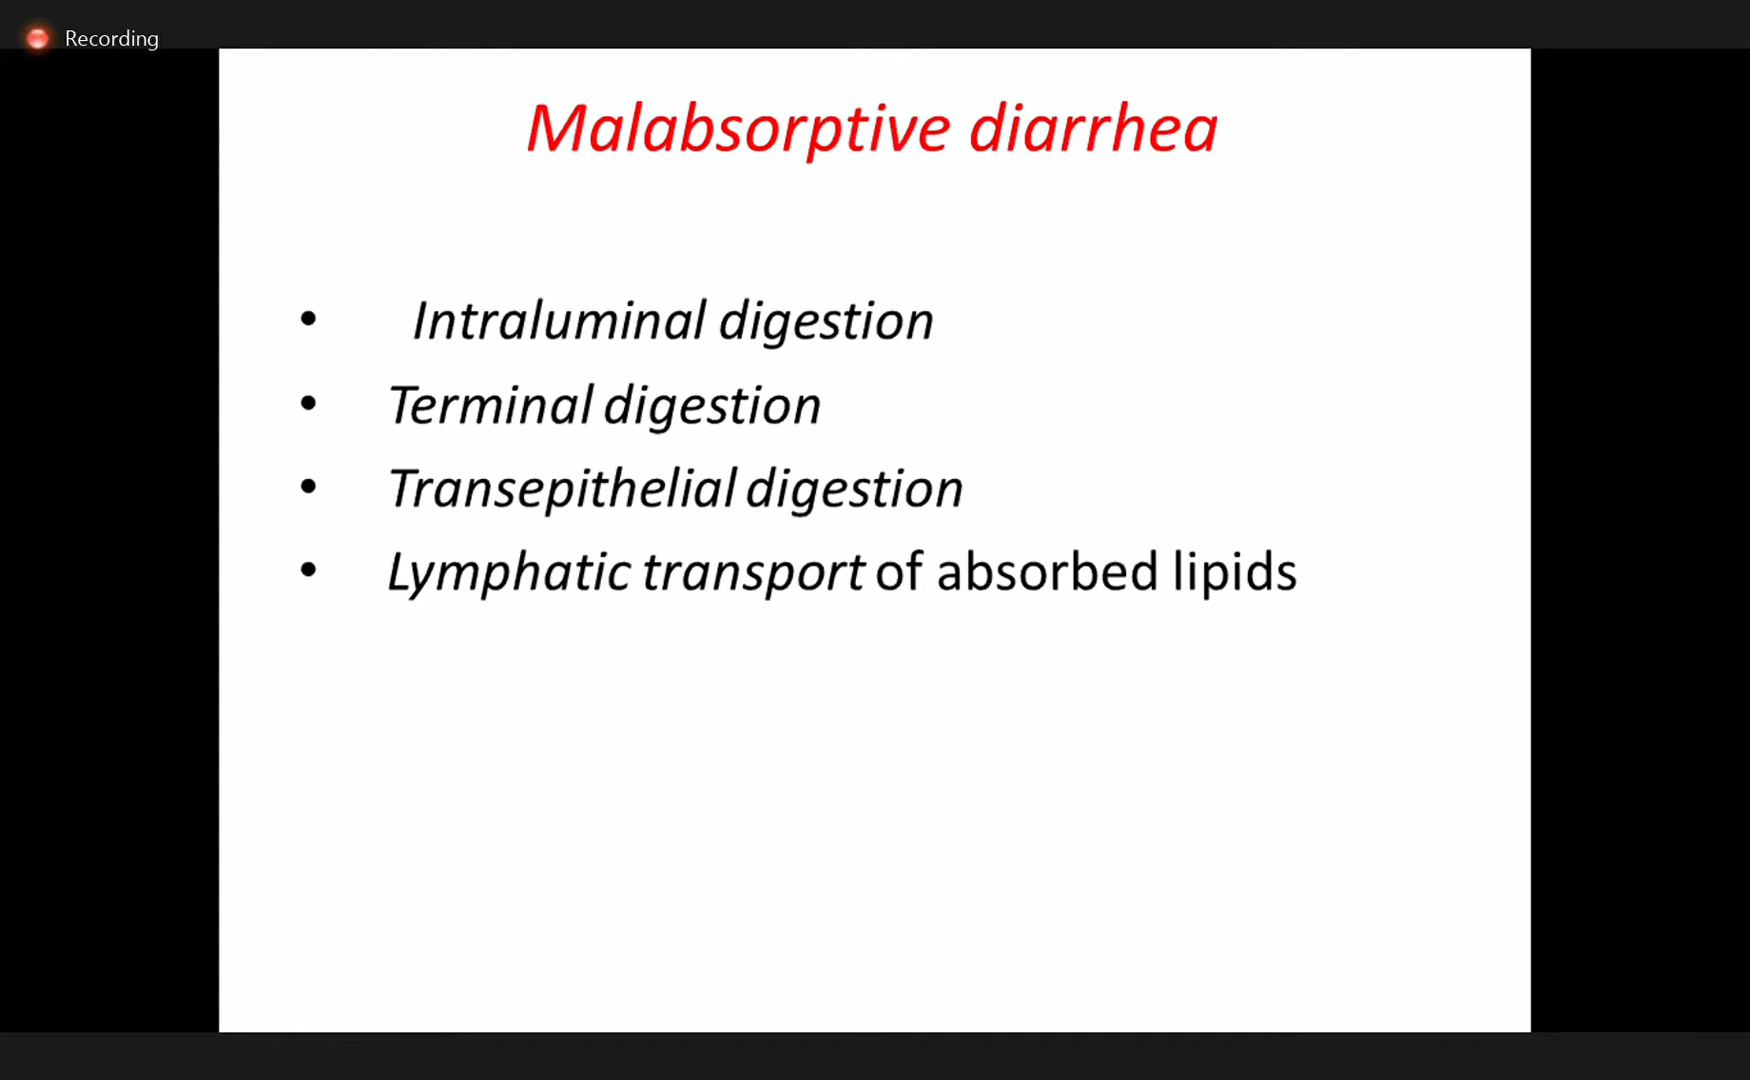 Recording
Malabsorptive diarrhea
• Intraluminal digestion
• Terminal digestion
• Transepithelial digestion
• Lymphatic transport of absorbed lipids